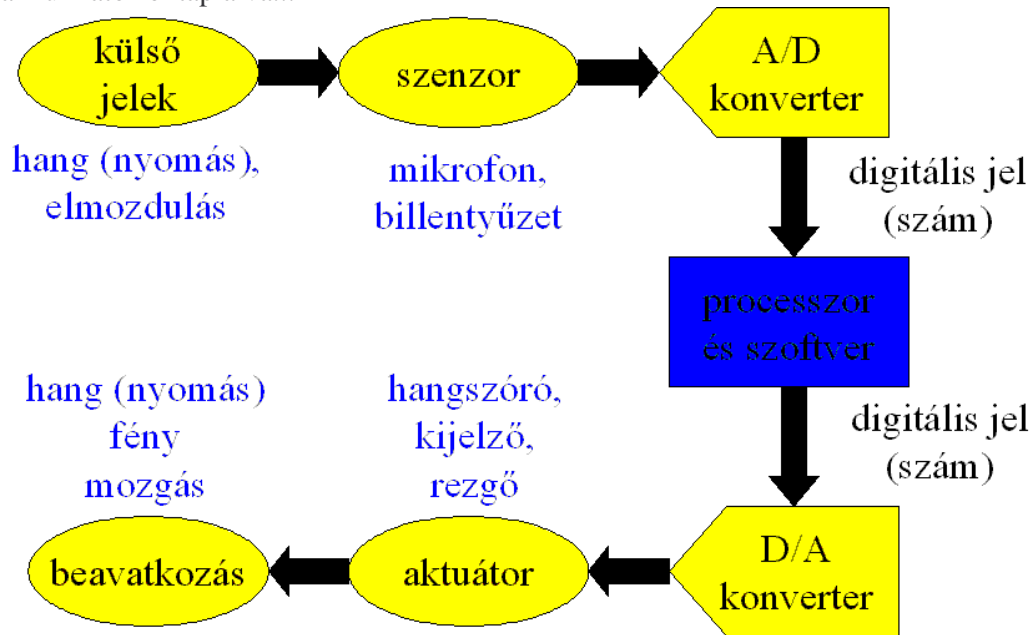 külső
jelek
szenzor
A/D
konverter
hang (nyomás),
elmozdulás
mikrofon,
billentyűzet
digitális jel
(szám)
processzor
és szoftver
digitális jel
(szám)
hang (nyomás)
fény
mozgás
hangszóró,
kijelző,
rezgő
beavatkozás
aktuátor
D/A
konverter